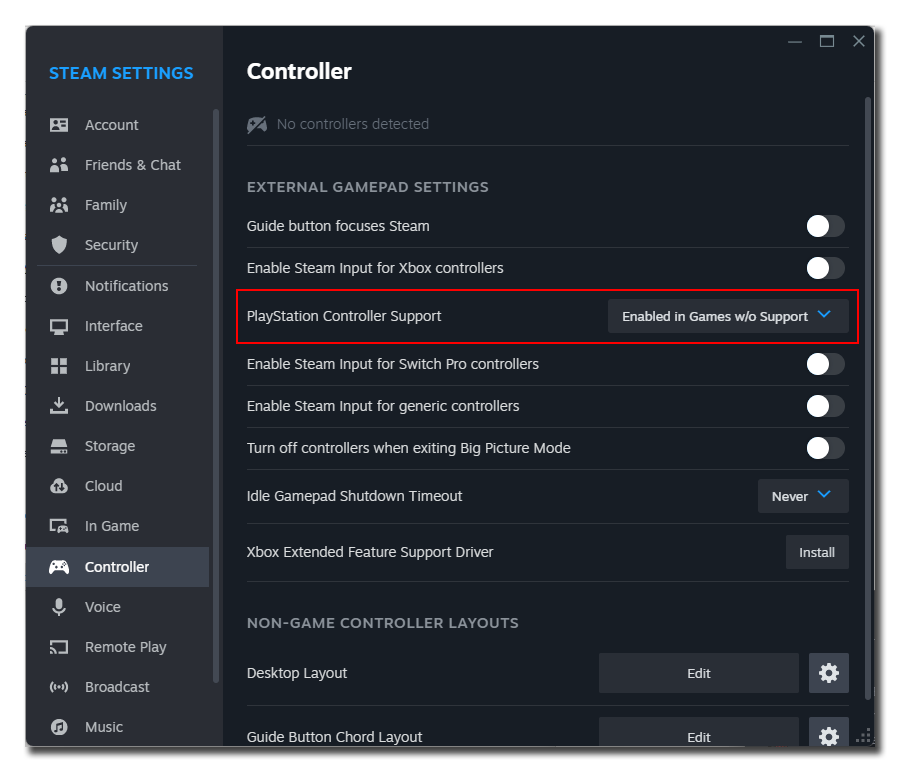 STEAM SETTINGS
Account
Friends & Chat
Family
Security
Notifications
Interface
Library
Downloads
Storage
Cloud
In Game
Controller
Voice
Remote Play
Broadcast
Music
Controller
No controllers detected
EXTERNAL GAMEPAD SETTINGS
Guide button focuses Steam
Enable Steam Input for Xbox controllers
PlayStation Controller Support Enabled in Games w/o Support
Enable Steam Input for Switch Pro controllers
Enable Steam Input for generic controllers
Turn off controllers when exiting Big Picture Mode
Idle Gamepad Shutdown Timeout Never
Xbox Extended Feature Support Driver Install
NON-GAME CONTROLLER LAYOUTS
Desktop Layout Edit
Guide Button Chord Layout Edit